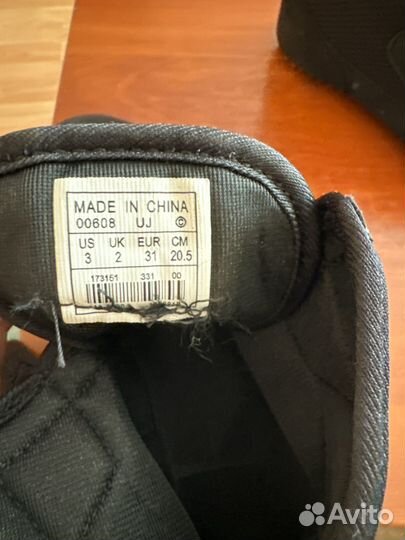 MADE IN CHINA
00608 UJ ©
US UK EUR CM
3 2 31 20.5
173151 331 00
Avito